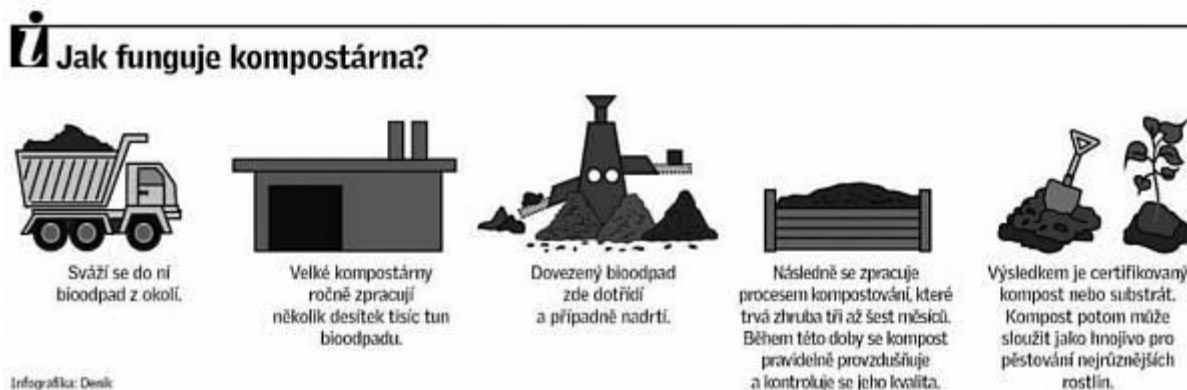 i Jak funguje kompostárna?
Sváží se do ní
bioodpad z okolí.
Velké kompostárny
ročně zpracují
několik desítek tisíc tun
bioodpadu.
Dovezený bioodpad
zde dotřídí
a případně nadrtí.
Následně se zpracuje
procesem kompostování, které
trvá zhruba tři až šest měsíců.
Během této doby se kompost
pravidelně provzdušňuje
a kontroluje se jeho kvalita.
Výsledkem je certifikovaný
kompost nebo substrát.
Kompost potom může
sloužit jako hnojivo pro
pěstování nejrůznějších
rostlin.
Infografika: Deník